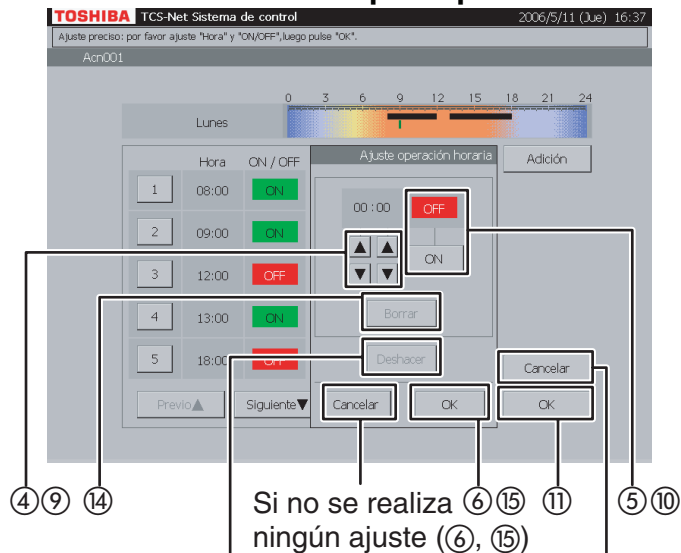 TOSHIBA TCS-Net Sistema de control 2006/5/11 (Jue) 16:37
Ajuste preciso: por favor ajuste "Hora" y "ON/OFF",luego pulse "OK".
Acn001
0 3 6 9 12 15 18 21 24
Lunes
Hora ON / OFF
Ajuste operación horaria
Adición
1 08:00 ON
2 09:00 ON
3 12:00 OFF
4 13:00 ON
5 18:00 OFF
00:00 OFF
▲ ▲
▼ ▼
ON
Borrar
Deshacer
Cancelar
Previo▲ Siguiente▼ Cancelar OK OK
④⑨ ⑭ Si no se realiza ⑥⑮ ⑪ ⑤⑩
ningún ajuste (⑥, ⑮)